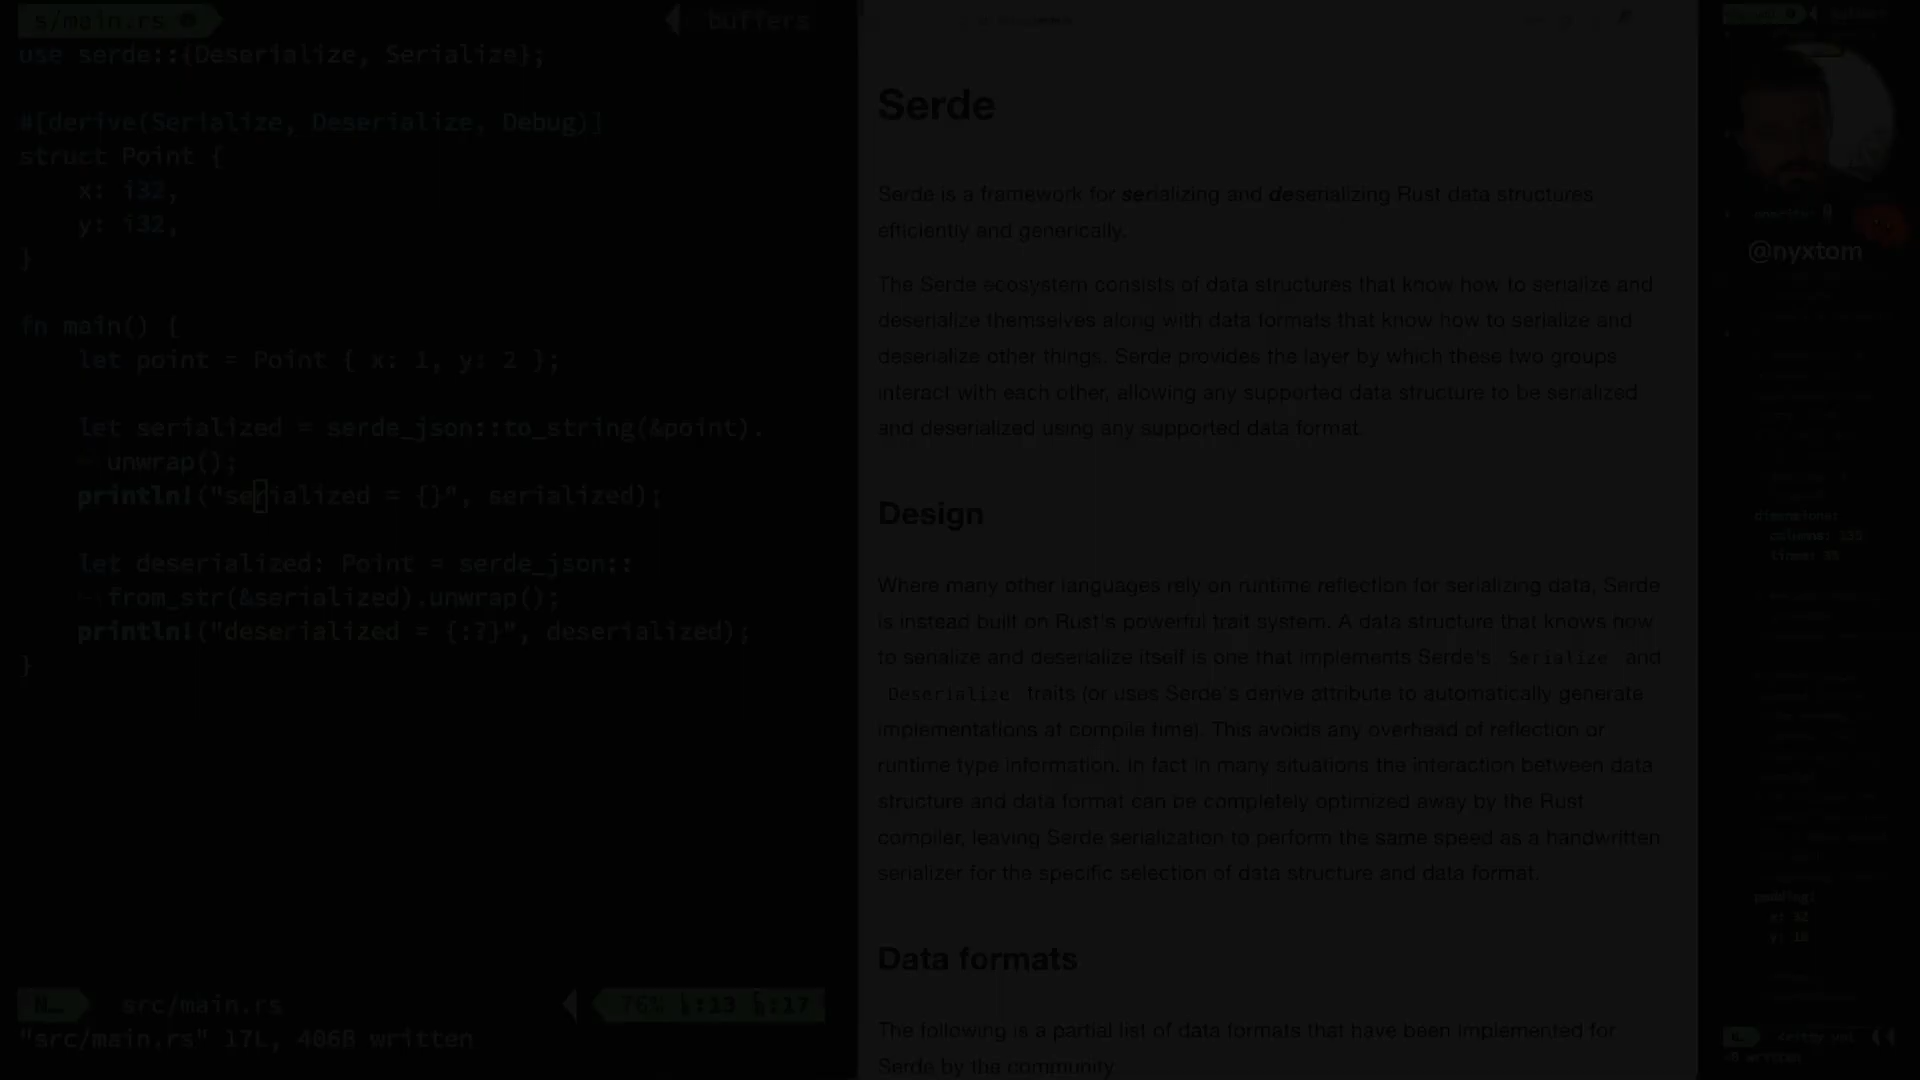 s/main.rs
buffers
use serde::{Deserialize, Serialize};
#[derive(Serialize, Deserialize, Debug)]
struct Point {
x: i32,
y: i32,
}
fn main() {
let point = Point { x: 1, y: 2 };
let serialized = serde_json::to_string(&point).
unwrap();
println!("serialized = {}", serialized);
let deserialized: Point = serde_json::
from_str(&serialized).unwrap();
println!("deserialized = {:?}", deserialized);
}
src/main.rs
76% :13 :17
"src/main.rs" 17L, 406B written
Serde
Serde is a framework for serializing and deserializing Rust data structures
efficiently and generically.
The Serde ecosystem consists of data structures that know how to serialize and
deserialize themselves along with data formats that know how to serialize and
deserialize other things. Serde provides the layer by which these two groups
interact with each other, allowing any supported data structure to be serialized
and deserialized using any supported data format.
Design
Where many other languages rely on runtime reflection for serializing data, Serde
is instead built on Rust's powerful trait system. A data structure that knows how
to serialize and deserialize itself is one that implements Serde's Serialize and
Deserialize traits (or uses Serde's derive attribute to automatically generate
implementations at compile time). This avoids any overhead of reflection or
runtime type information. In fact in many situations the interaction between data
structure and data format can be completely optimized away by the Rust
compiler, leaving Serde serialization to perform the same speed as a handwritten
serializer for the specific selection of data structure and data format.
Data formats
The following is a partial list of data formats that have been implemented for
Serde by the community.
@nyxtom
dimensions:
columns: 135
padding:
x: 32
y: 16
written